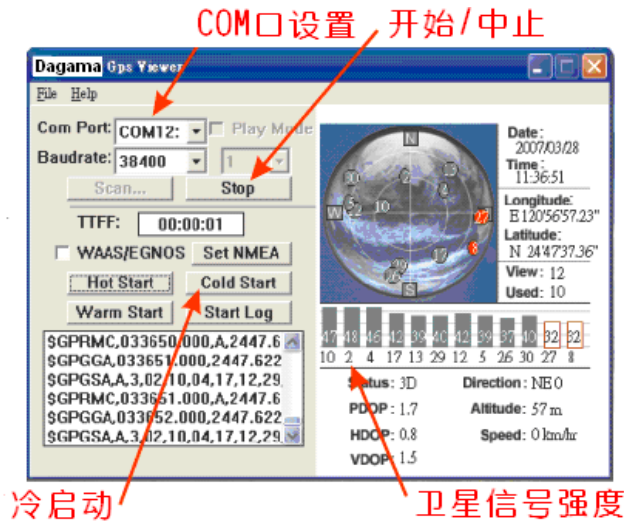 COM口设置 开始/中止
Dagama Gps Viewer
File Help
Com Port: COM12: Play Mode
Baudrate: 38400 1
Scan... Stop
TTFF: 00:00:01
WAAS/EGNOS Set NMEA
Hot Start Cold Start
Warm Start Start Log
$GPRMC,033650.000,A,2447.6
$GPGGA,033651.000,2447.622
$GPGSA,A,3,02,10,04,17,12,29,
$GPRMC,033651.000,A,2447.6
$GPGGA,033652.000,2447.622
$GPGSA,A,3,02,10,04,17,12,29,
N
W
S
10
27
8
17
Date:
2007/03/28
Time:
11:36:51
Longitude:
E 120'56'57.23"
Latitude:
N 24'47'37.36"
View: 12
Used: 10
47 48 46 42 39 40 42 39 37 40 32 32
10 2 4 17 13 29 12 5 26 30 27 8
Status: 3D Direction: NE 0
PDOP: 1.7 Altitude: 57 m
HDOP: 0.8 Speed: 0 km/hr
VDOP: 1.5
冷启动 卫星信号强度